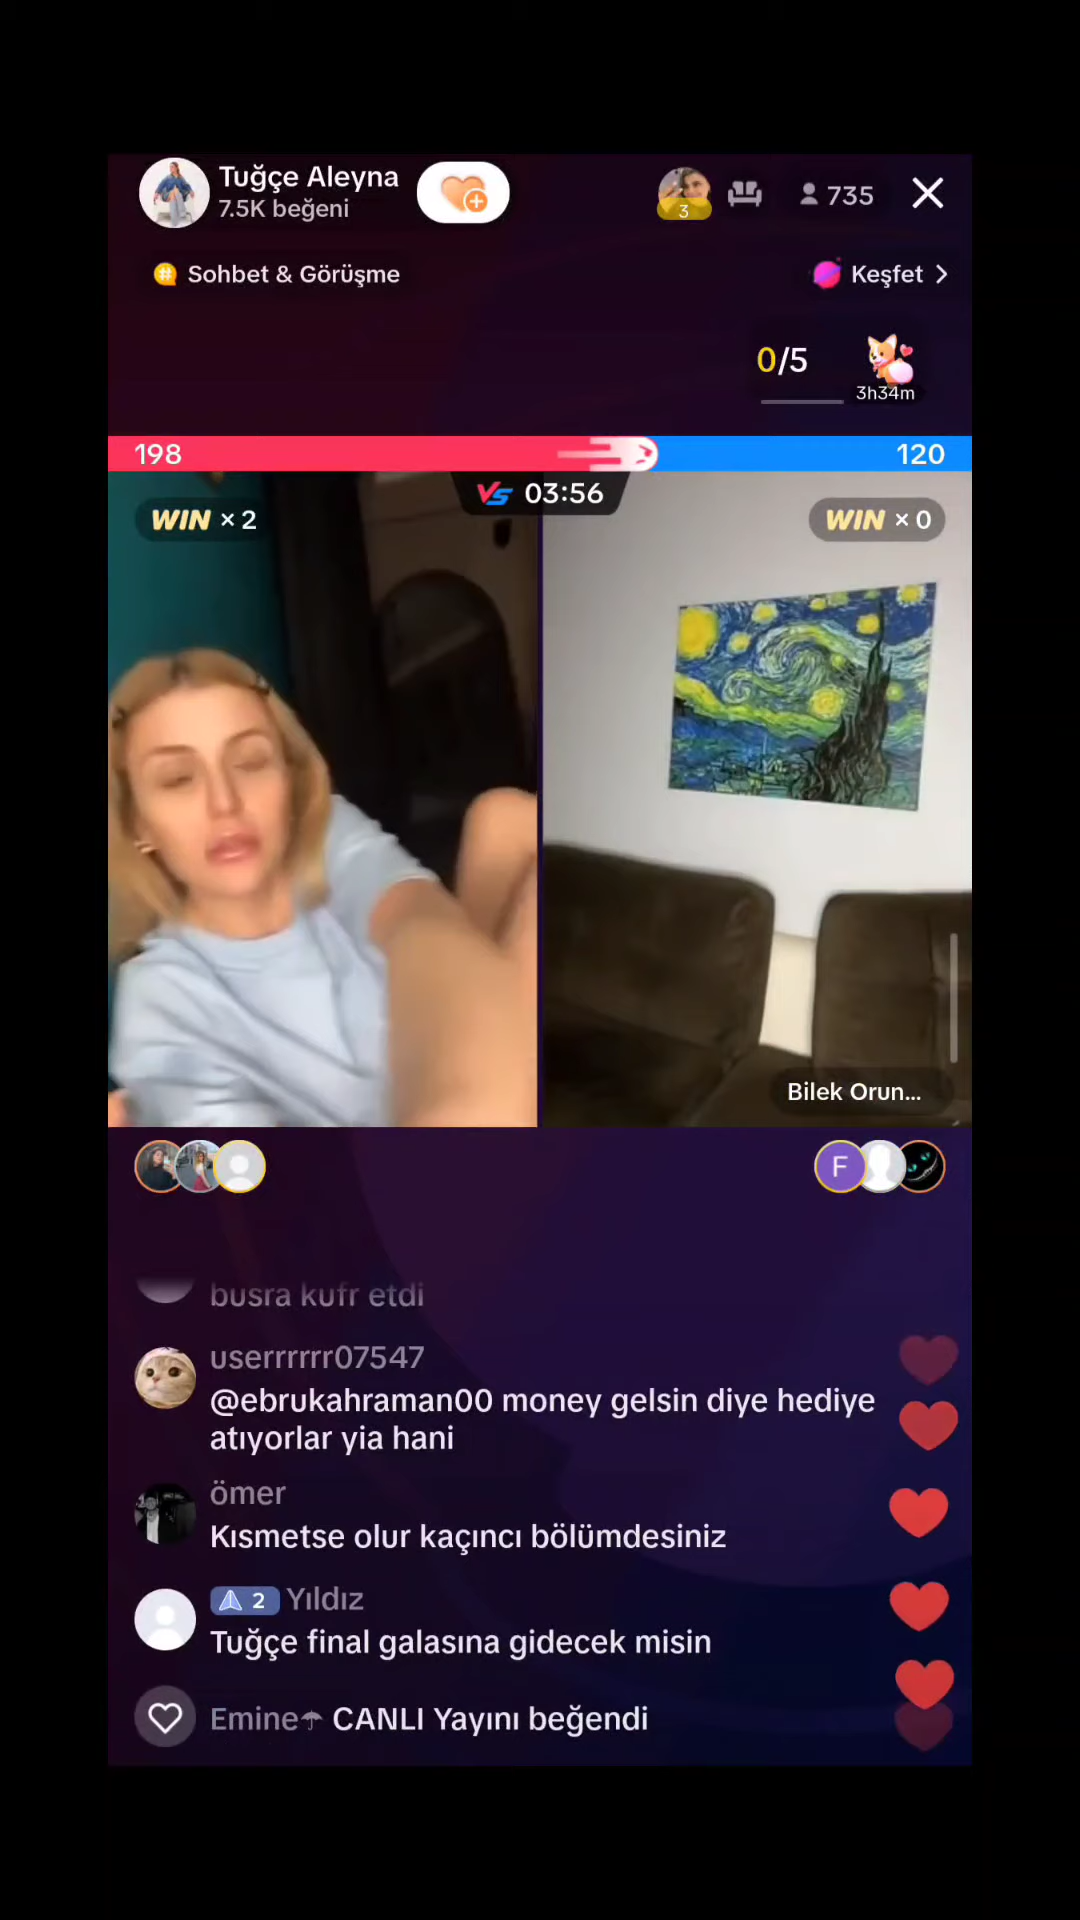 Tuğçe Aleyna
7.5K beğeni
3
735
Sohbet & Görüşme
Keşfet
0/5
3h34m
198
120
VS 03:56
WIN × 2
WIN × 0
Bilek Orun...
F
busra kufr etdi
userrrrrr07547
@ebrukahraman00 money gelsin diye hediye
atıyorlar yia hani
ömer
Kısmetse olur kaçıncı bölümdesiniz
2 Yıldız
Tuğçe final galasına gidecek misin
Emine☂ CANLI Yayını beğendi